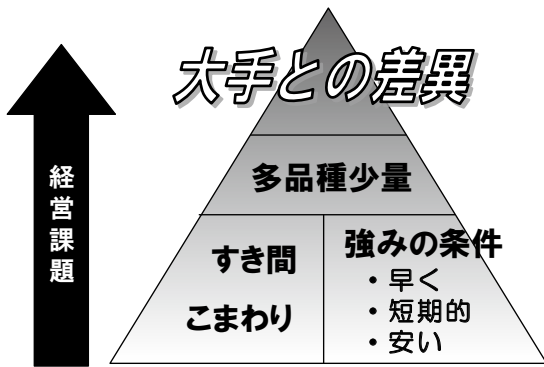 大手との差異
経営課題
多品種少量
すき間
こまわり
強みの条件
・早く
・短期的
・安い